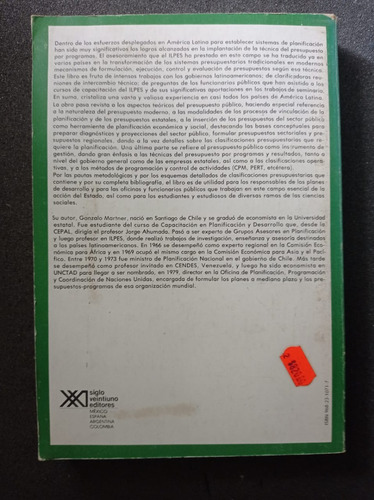 Dentro de los esfuerzos desplegados en América Latina para establecer sistemas de planificación
han sido muy significativos los logros alcanzados en la implantación de la técnica del presupuesto
por programas. El asesoramiento que el ILPES ha prestado en este campo se ha traducido ya en
varios países en la transformación de los sistemas presupuestarios tradicionales en modernos
mecanismos de formulación, ejecución, control y evaluación de presupuestos según esa técnica.
Este libro es fruto de intensos trabajos con los gobiernos latinoamericanos; de clarificadoras reu-
niones de intercambio técnico; de preguntas de los funcionarios públicos que han asistido a los
cursos de capacitación del ILPES y de sus significativas aportaciones en los trabajos de seminario.
En suma, cristaliza una varia y valiosa experiencia en casi todos los países de América Latina.
La obra pasa revista a los aspectos teóricos del presupuesto público, haciendo especial referencia
a la naturaleza del presupuesto moderno, a las modalidades de los procesos de vinculación de la
planificación y de los presupuestos estatales, a la inserción de los presupuestos del sector público
como herramienta de planificación económica y social, destacando las bases conceptuales para
preparar diagnósticos y proyecciones del sector público, formular presupuestos sectoriales y pre-
supuestos regionales, dando a la vez detalles sobre las clasificaciones presupuestarias que re-
quiere la planificación. Una última parte se refiere al presupuesto público como instrumento de
gestión, dando gran énfasis a las técnicas del presupuesto por programas y resultados, tanto a
nivel del gobierno general como de las empresas estatales, así como a las clasificaciones opera-
tivas, y a los métodos de programación y control de actividades (CPM, PERT, etcétera).
Por las pautas metodológicas y por los esquemas detallados de clasificaciones presupuestarias que
contiene y por su completa bibliografía, el libro es de utilidad para los responsables de los planes
de desarrollo y para los oficinas y funcionarios públicos que trabajan en este campo esencial de la
acción del Estado, así como para los estudiantes y estudiosos de diversas ramas de las ciencias
sociales.
Su autor, Gonzalo Martner, nació en Santiago de Chile y se graduó de economista en la Universidad
estatal. Fue estudiante del curso de Capacitación en Planificación y Desarrollo que, desde la
CEPAL, dirigía el profesor Jorge Ahumada. Pasó a ser experto de Grupos Asesores en Planificación
y luego profesor en ILPES, donde realizó trabajos de investigación, enseñanza y asesoría destinados
a los países latinoamericanos. En 1966 se desempeñó como experto regional en la Comisión Eco-
nómica para África y en 1969 ocupó el mismo cargo en la Comisión Económica para Asia y el Pací-
fico. Entre 1970 y 1973 fue ministro de Planificación Nacional en el gobierno de Chile. Más tarde
se desempeñó como profesor invitado en CENDES, Venezuela, y luego ha sido economista en
UNCTAD para llegar a ser nombrado, en 1979, director en la Oficina de Planificación, Programación
y Coordinación de Naciones Unidas, encargada de formular los planes a mediano plazo y los pre-
supuestos-programas de esa organización mundial.
siglo
veintiuno
editores
MÉXICO
ESPAÑA
ARGENTINA
COLOMBIA